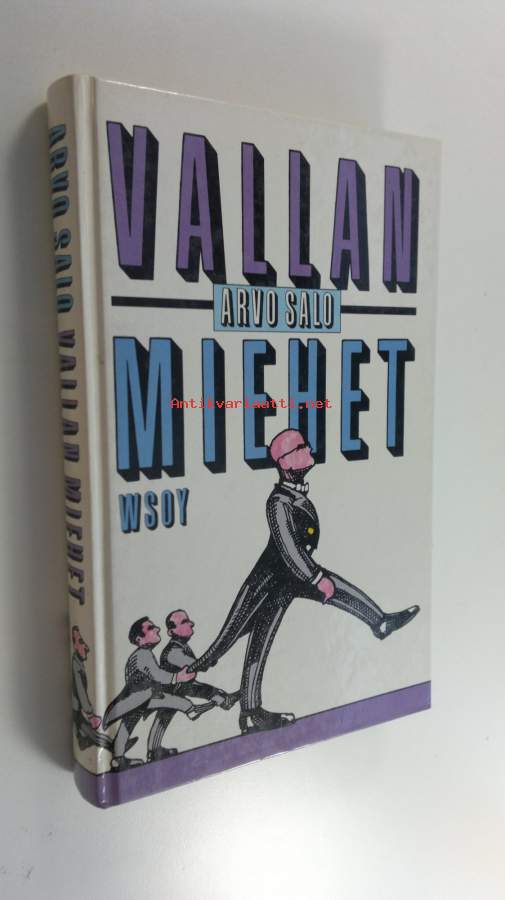 VALLAN
ARVO SALO
MIEHET
WSOY
ARVO SALO VALLAN MIEHET
Antikvariaatti.net